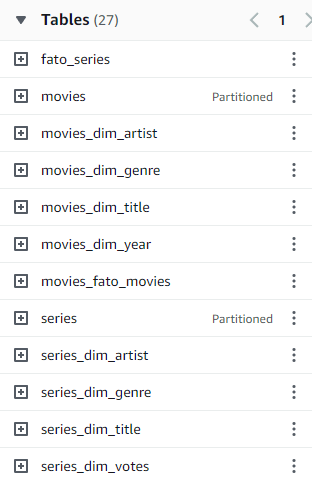 Tables (27) 1
fato_series
movies Partitioned
movies_dim_artist
movies_dim_genre
movies_dim_title
movies_dim_year
movies_fato_movies
series Partitioned
series_dim_artist
series_dim_genre
series_dim_title
series_dim_votes